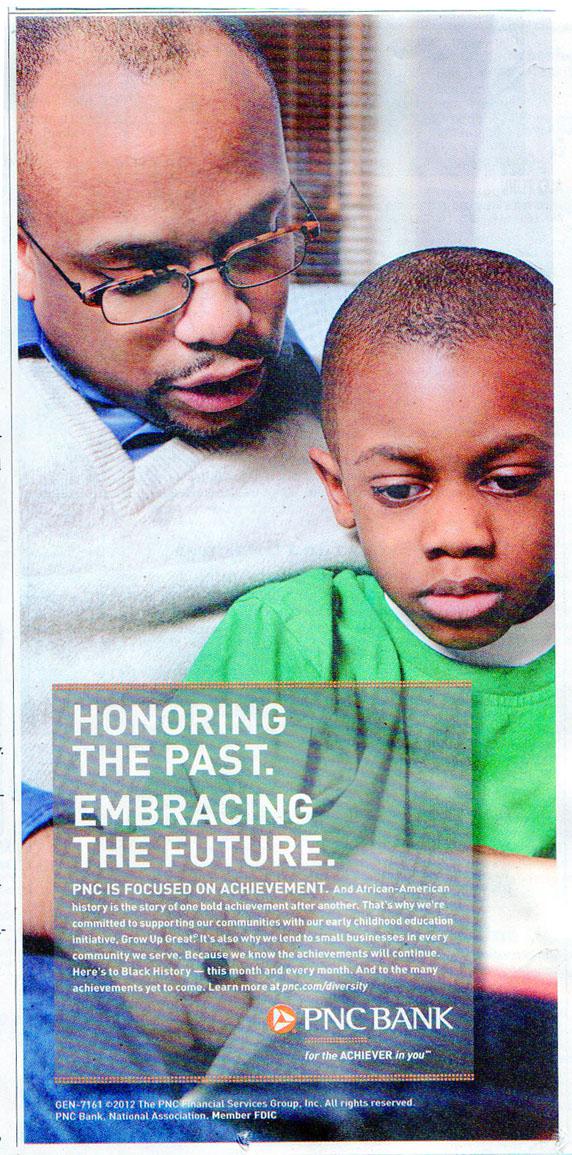 HONORING
THE PAST.
EMBRACING
THE FUTURE.
PNC IS FOCUSED ON ACHIEVEMENT. And African-American
history is the story of one bold achievement after another. That's why we're
committed to supporting our communities with our early childhood education
initiative, Grow Up Great.℠ It's also why we lend to small businesses in every
community we serve. Because we know the achievements will continue.
Here's to Black History — this month and every month. And to the many
achievements yet to come. Learn more at pnc.com/diversity
PNC BANK
for the ACHIEVER in you℠
GEN-7161 ©2012 The PNC Financial Services Group, Inc. All rights reserved.
PNC Bank, National Association. Member FDIC